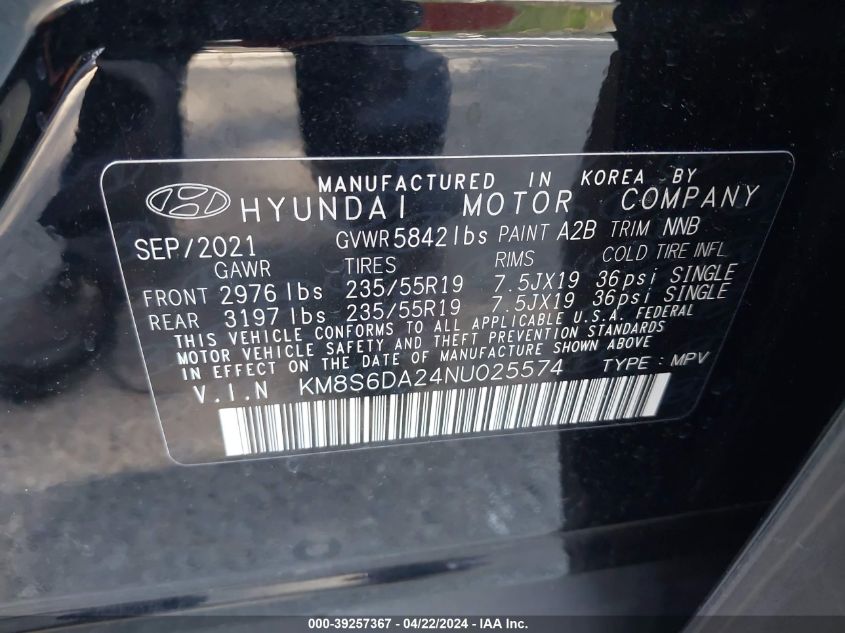 MANUFACTURED IN KOREA BY
HYUNDAI MOTOR COMPANY
SEP/2021 GVWR 5842 lbs PAINT A2B TRIM NNB
GAWR TIRES RIMS COLD TIRE INFL
FRONT 2976 lbs 235/55R19 7.5JX19 36psi SINGLE
REAR 3197 lbs 235/55R19 7.5JX19 36psi SINGLE
THIS VEHICLE CONFORMS TO ALL APPLICABLE U.S.A. FEDERAL
MOTOR VEHICLE SAFETY AND THEFT PREVENTION STANDARDS
IN EFFECT ON THE DATE OF MANUFACTURE SHOWN ABOVE
V.I.N KM8S6DA24NU025574 TYPE : MPV
000-39257367 - 04/22/2024 - IAA Inc.